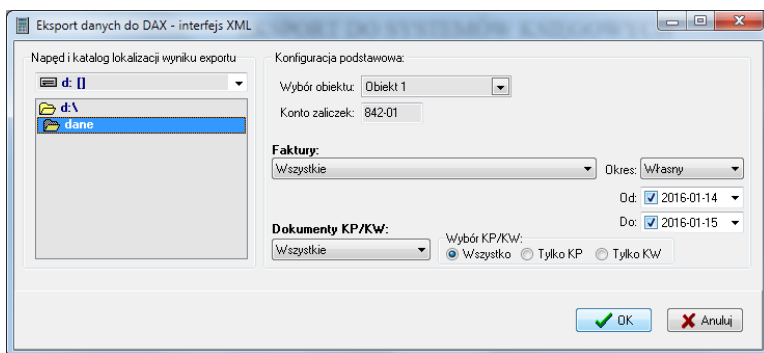 Eksport danych do DAX - interfejs XML
Napęd i katalog lokalizacji wyniku exportu
d: []
d:\
dane
Konfiguracja podstawowa:
Wybór obiektu: Obiekt 1
Konto zaliczek: 842-01
Faktury:
Wszystkie
Okres: Własny
Od: 2016-01-14
Do: 2016-01-15
Dokumenty KP/KW:
Wszystkie
Wybór KP/KW:
Wszystko Tylko KP Tylko KW
OK Anuluj